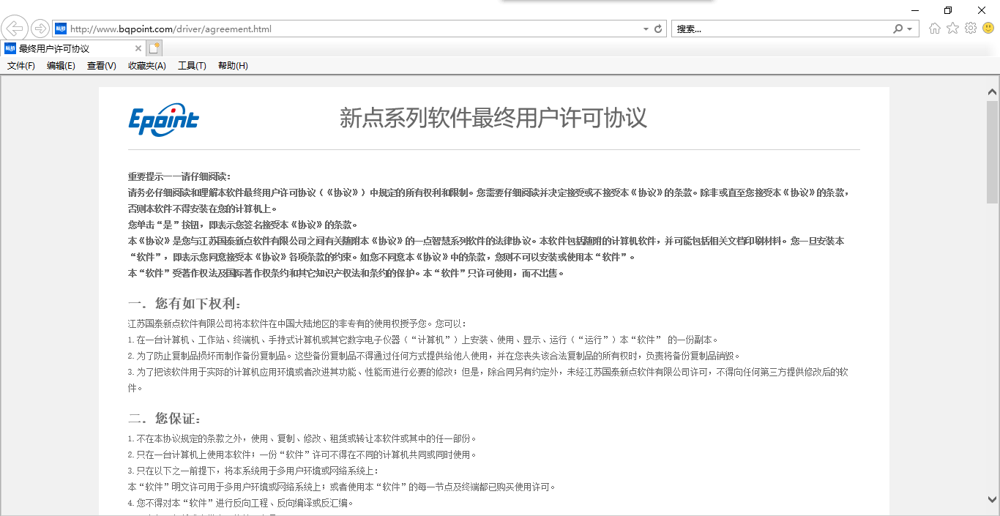 http://www.bqpoint.com/driver/agreement.html
搜索...
最终用户许可协议
文件(F) 编辑(E) 查看(V) 收藏夹(A) 工具(T) 帮助(H)
Epoint
新点系列软件最终用户许可协议
重要提示——请仔细阅读：
请务必仔细阅读和理解本软件最终用户许可协议（《协议》）中规定的所有权利和限制。您需要仔细阅读并决定接受或不接受本《协议》的条款。除非或直至您接受本《协议》的条款，
否则本软件不得安装在您的计算机上。
您单击“是”按钮，即表示您签名接受本《协议》的条款。
本《协议》是您与江苏国泰新点软件有限公司之间有关随附本《协议》的一点智慧系列软件的法律协议。本软件包括随附的计算机软件，并可能包括相关文档印刷材料。您一旦安装本
“软件”，即表示您同意接受本《协议》各项条款的约束。如您不同意本《协议》中的条款，您则不可以安装或使用本“软件”。
本“软件”受著作权法及国际著作权条约和其它知识产权法和条约的保护。本“软件”只许可使用，而不出售。
一．您有如下权利：
江苏国泰新点软件有限公司将本软件在中国大陆地区的非专有的使用权授予您。您可以：
1. 在一台计算机、工作站、终端机、手持式计算机或其它数字电子仪器（“计算机”）上安装、使用、显示、运行（“运行”）本“软件” 的一份副本。
2. 为了防止复制品损坏而制作备份复制品。这些备份复制品不得通过任何方式提供给他人使用，并在您丧失该合法复制品的所有权时，负责将备份复制品销毁。
3. 为了把该软件用于实际的计算机应用环境或者改进其功能、性能而进行必要的修改；但是，除合同另有约定外，未经江苏国泰新点软件有限公司许可，不得向任何第三方提供修改后的软
件。
二．您保证：
1. 不在本协议规定的条款之外，使用、复制、修改、租赁或转让本软件或其中的任一部份。
2. 只在一台计算机上使用本软件；一份“软件”许可不得在不同的计算机共同或同时使用。
3. 只在以下之一前提下，将本系统用于多用户环境或网络系统上：
本“软件”明文许可用于多用户环境或网络系统上；或者使用本“软件”的每一节点及终端都已购买使用许可。
4. 您不得对本“软件”进行反向工程、反向编译或反汇编。